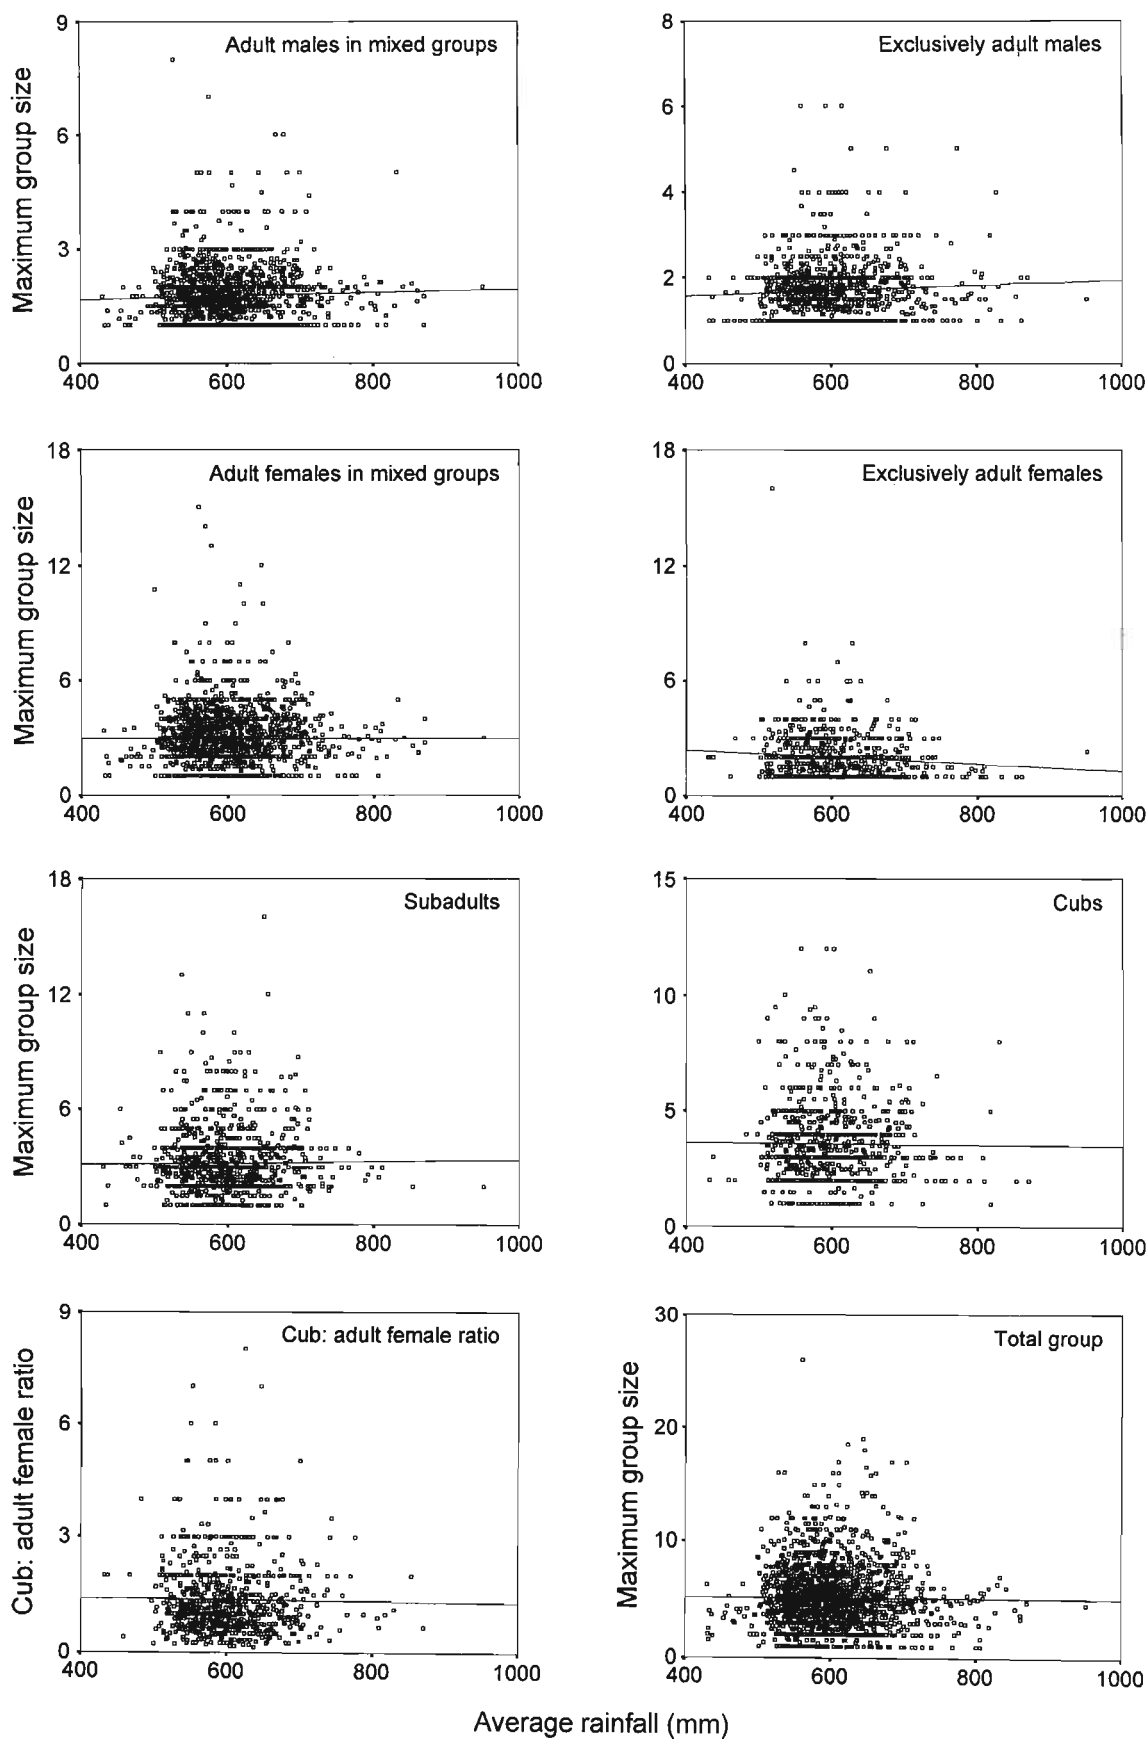 Adult males in mixed groups
Maximum group size
9
6
3
0
400 600 800 1000
Exclusively adult males
8
6
4
2
0
400 600 800 1000
Adult females in mixed groups
Maximum group size
18
12
6
0
400 600 800 1000
Exclusively adult females
18
12
6
0
400 600 800 1000
Subadults
Maximum group size
18
12
6
0
400 600 800 1000
Cubs
15
10
5
0
400 600 800 1000
Cub: adult female ratio
Cub: adult female ratio
9
6
3
0
400 600 800 1000
Total group
Maximum group size
30
20
10
0
400 600 800 1000
Average rainfall (mm)